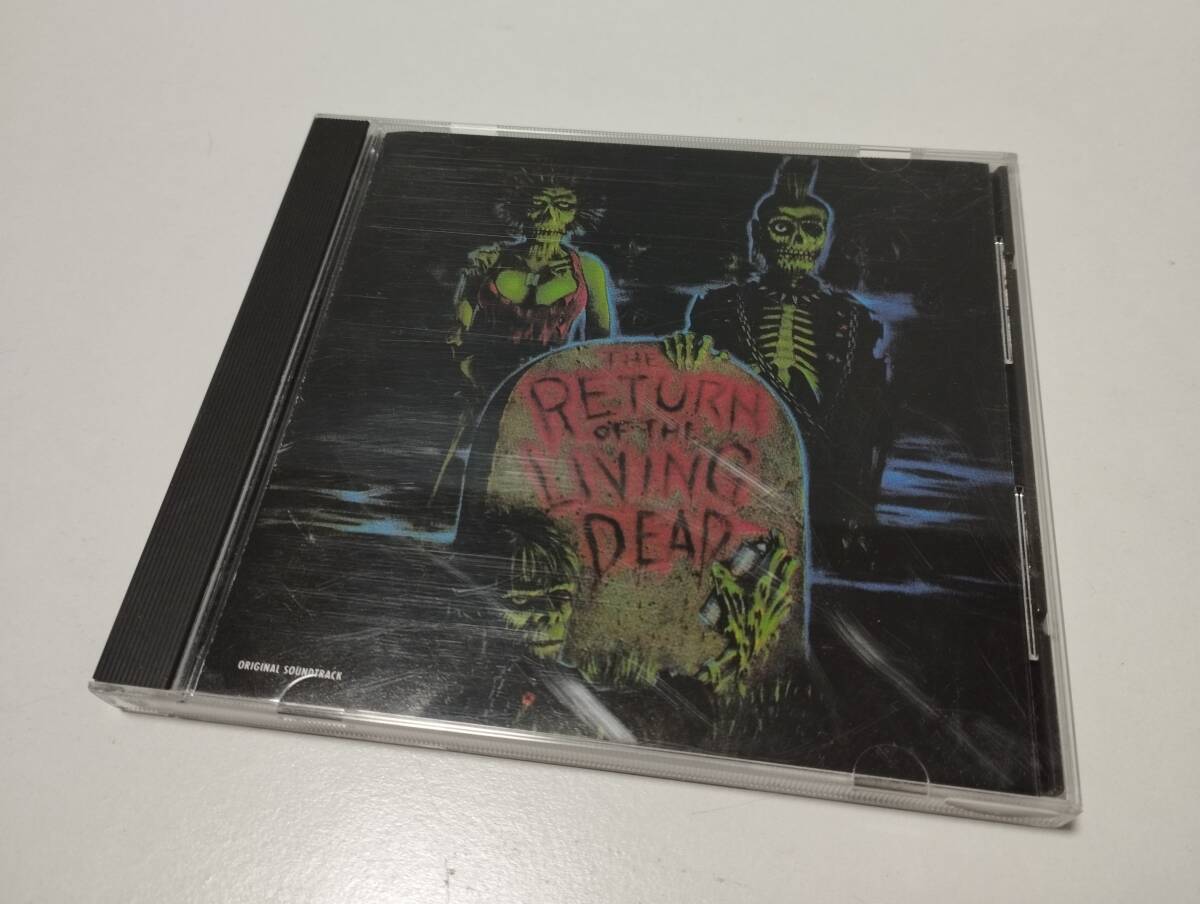 THE
RETURN
OF THE
LIVING
DEAD
ORIGINAL SOUNDTRACK